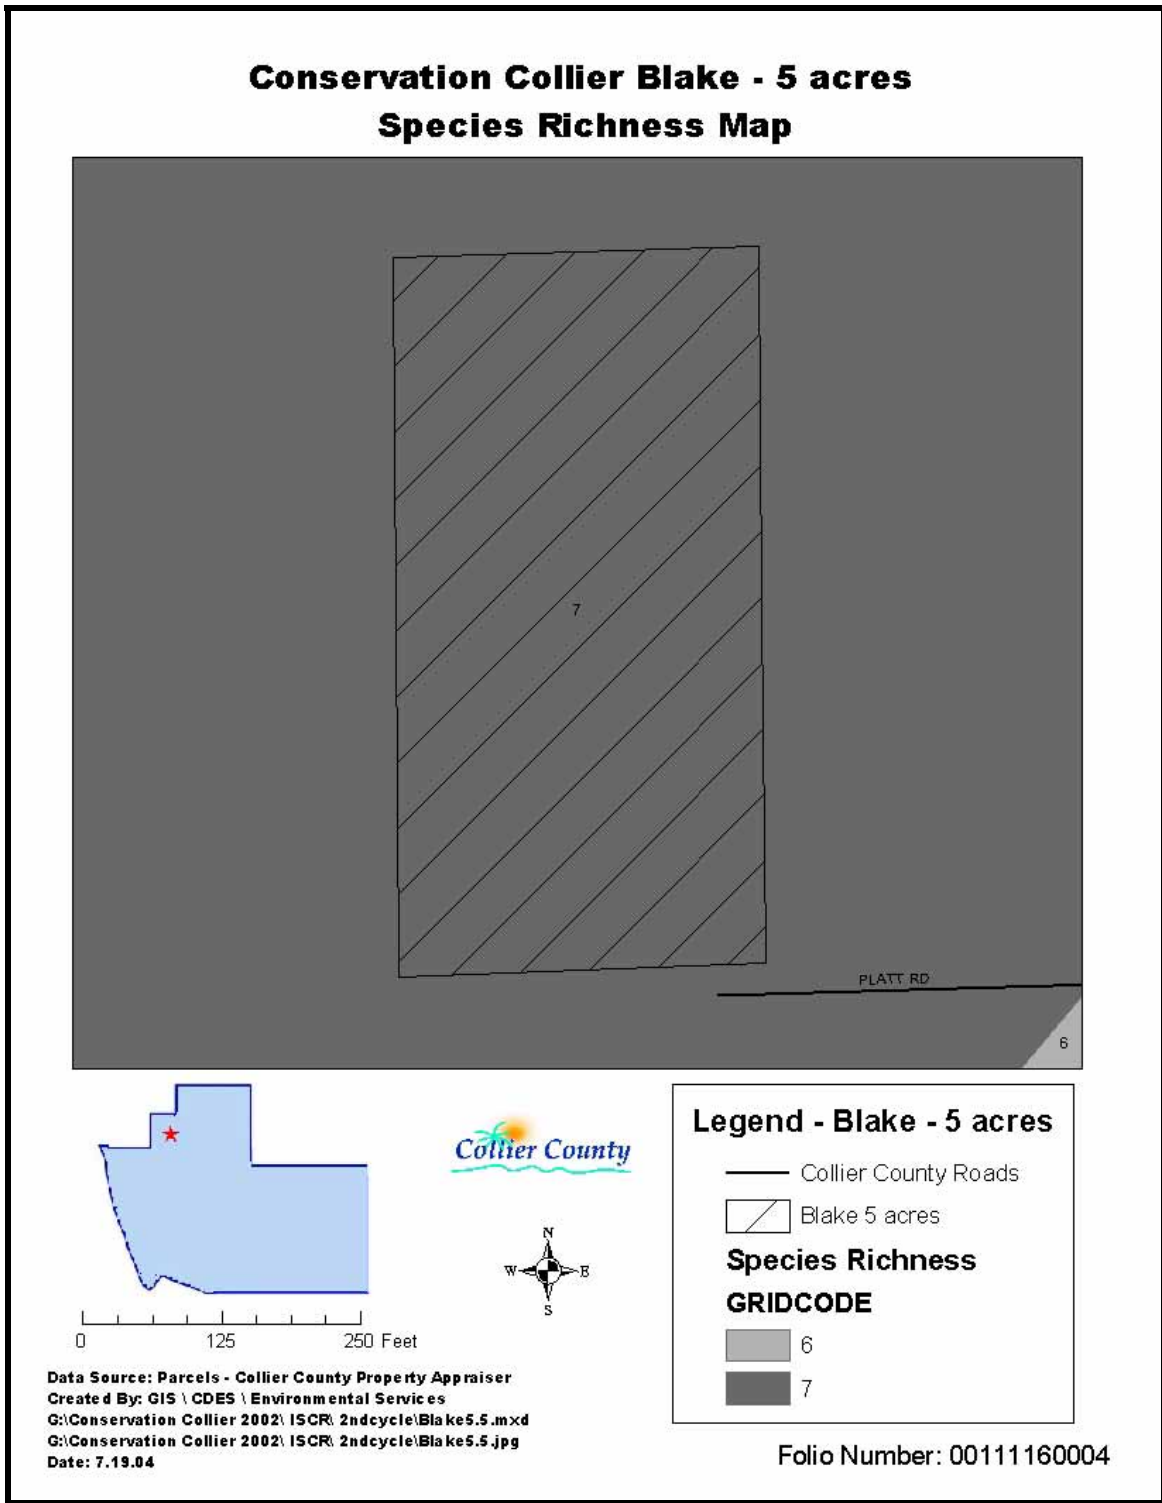 Conservation Collier Blake - 5 acres
Species Richness Map
7
PLATT RD
6
Collier County
N
W E
S
0 125 250 Feet
Legend - Blake - 5 acres
Collier County Roads
Blake 5 acres
Species Richness
GRIDCODE
6
7
Data Source: Parcels - Collier County Property Appraiser
Created By: GIS \ CDES \ Environmental Services
G:\Conservation Collier 2002\ ISCR\ 2ndcycle\Blake5.5.mxd
G:\Conservation Collier 2002\ ISCR\ 2ndcycle\Blake5.5.jpg
Date: 7.19.04
Folio Number: 00111160004